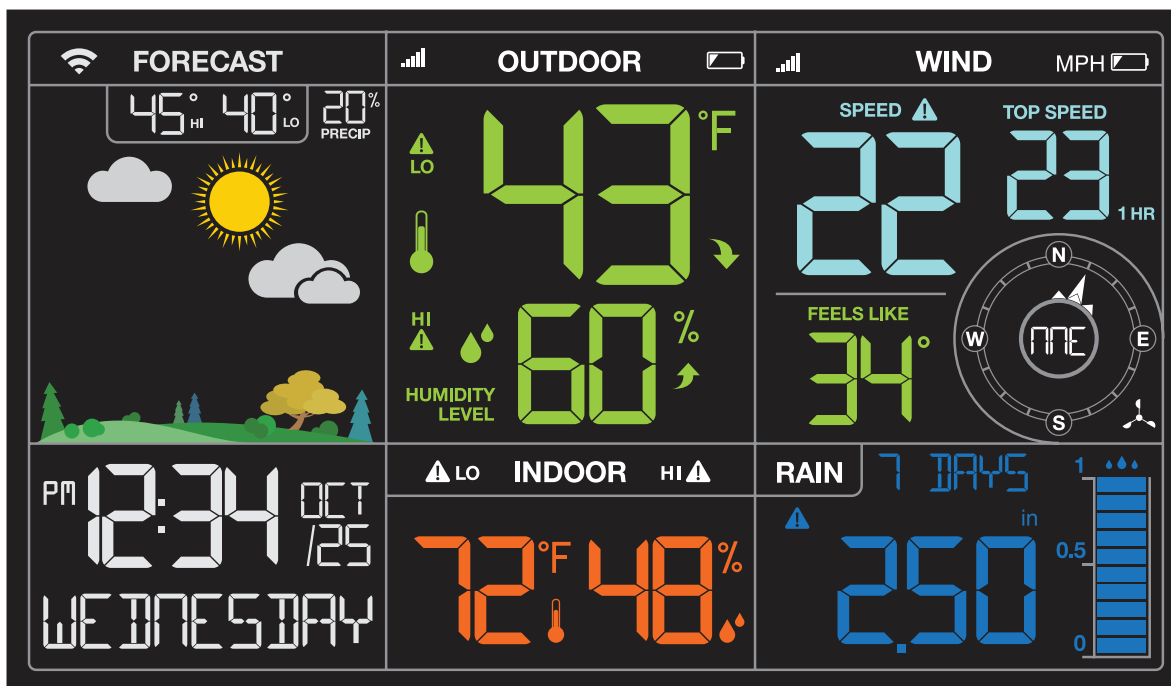 FORECAST
45° HI 40° LO 20%
PRECIP
OUTDOOR
LO
43°F
HI
60%
HUMIDITY
LEVEL
WIND MPH
SPEED
22
TOP SPEED
23
1 HR
FEELS LIKE
34°
N
W NNE E
S
PM 12:34 OCT
/25
WEDNESDAY
LO INDOOR HI
72°F 48%
RAIN 7 DAYS
in
2.50
1
0.5
0